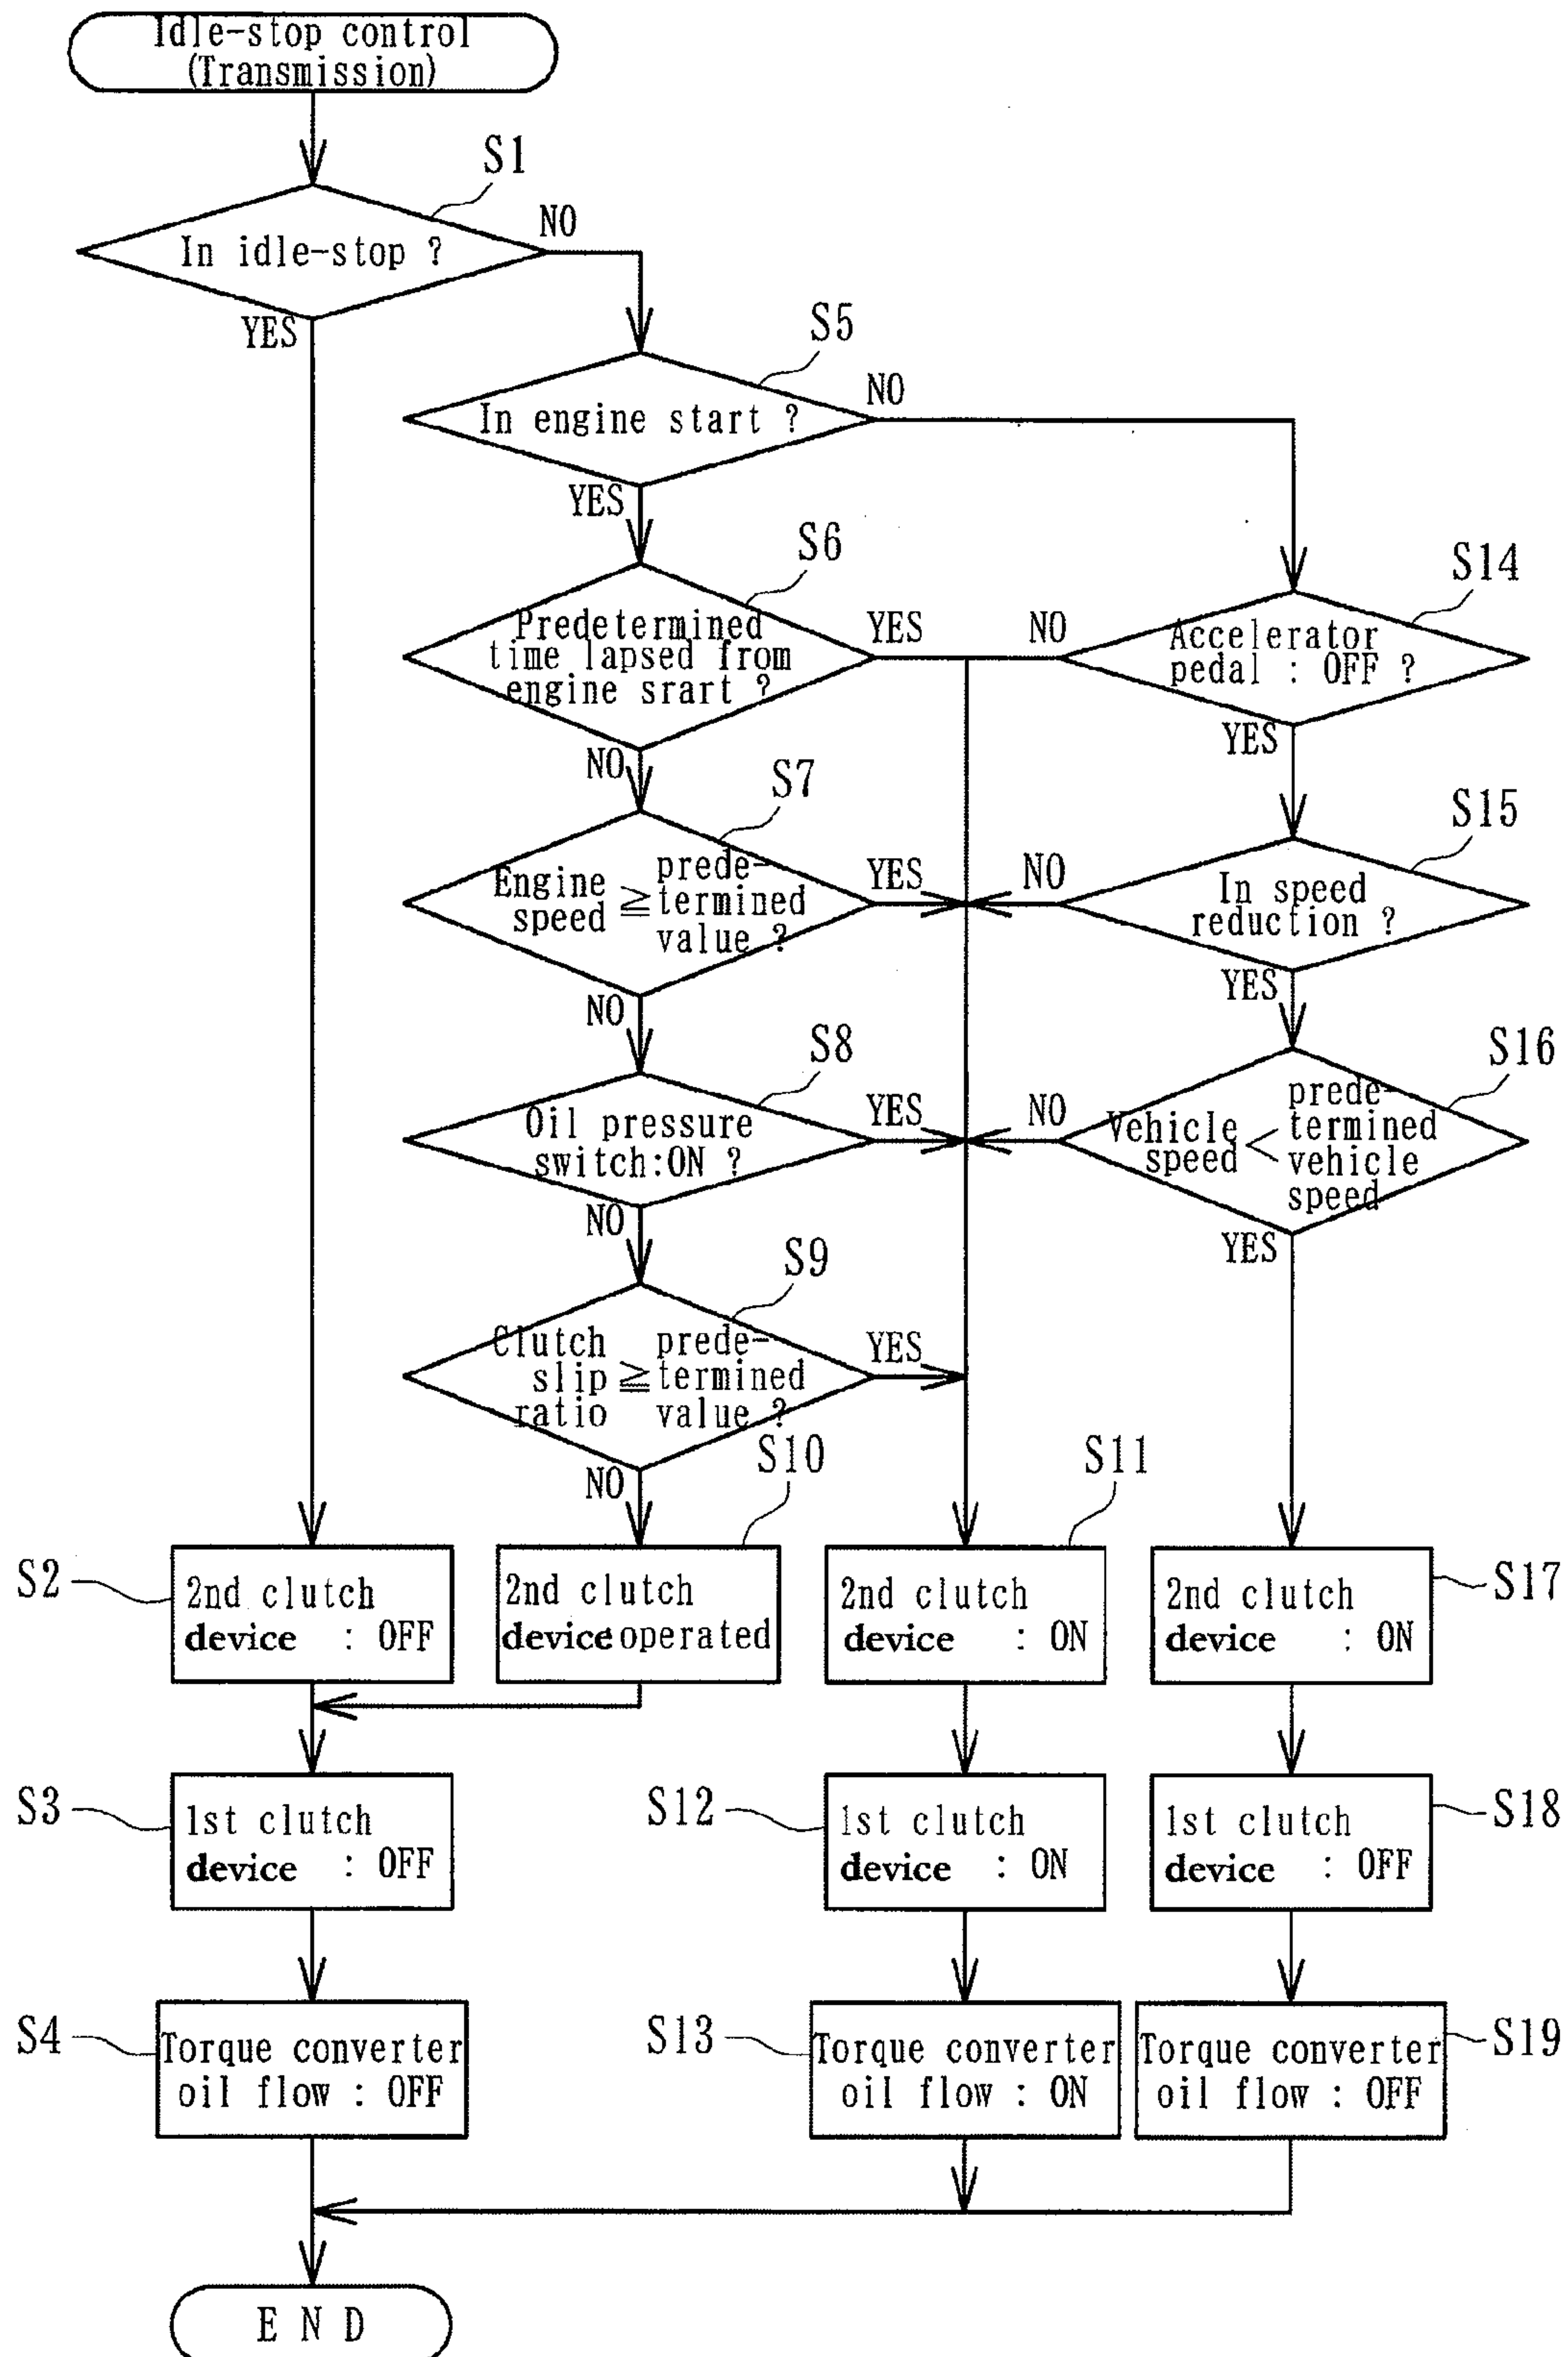 Idle-stop control
(Transmission)
S1
In idle-stop ?
NO
YES
S5
In engine start ?
NO
YES
S6
Predetermined
time lapsed from
engine srart ?
YES
NO
S14
Accelerator
pedal : OFF ?
NO
YES
S7
Engine speed ≧ prede-
termined
value ?
YES
NO
S15
In speed
reduction ?
NO
YES
S8
Oil pressure
switch:ON ?
YES
NO
S16
Vehicle speed < prede-
termined
vehicle
speed
NO
YES
S9
Clutch slip ratio ≧ prede-
termined
value ?
YES
NO
S2
2nd clutch
device : OFF
S10
2nd clutch
device:operated
S11
2nd clutch
device : ON
S17
2nd clutch
device : ON
S3
1st clutch
device : OFF
S12
1st clutch
device : ON
S18
1st clutch
device : OFF
S4
Torque converter
oil flow : OFF
S13
Torque converter
oil flow : ON
S19
Torque converter
oil flow : OFF
E N D